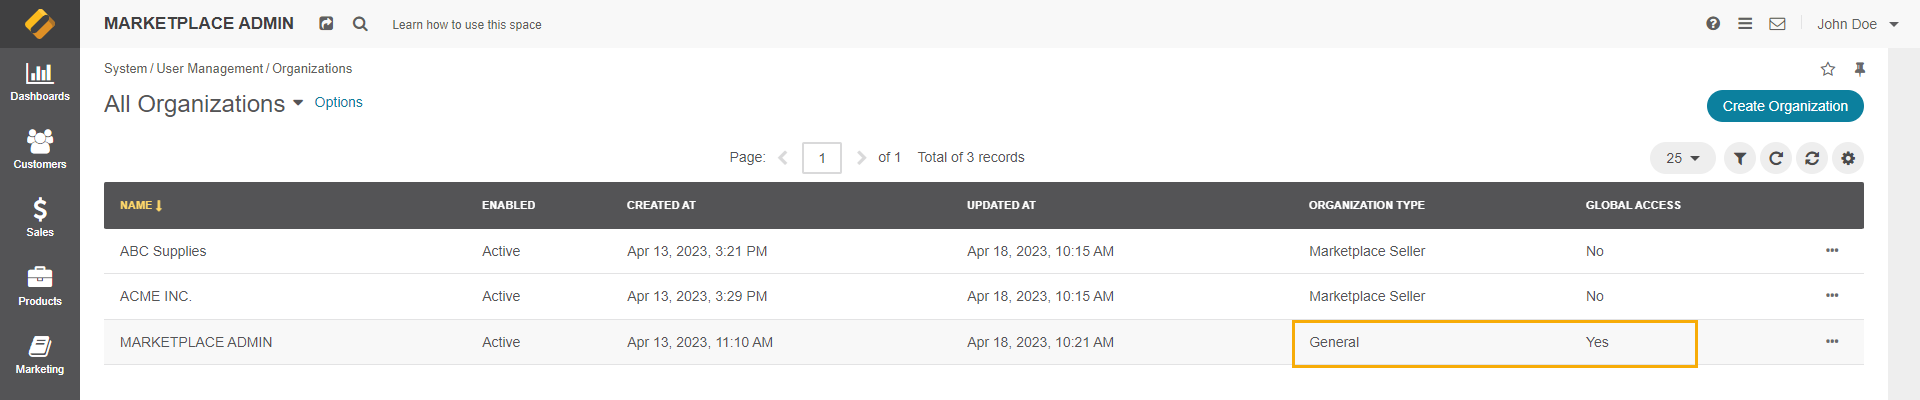 MARKETPLACE ADMIN Learn how to use this space John Doe
Dashboards
Customers
Sales
Products
Marketing
System / User Management / Organizations
All Organizations Options
Create Organization
Page: 1 of 1 Total of 3 records 25
NAME ENABLED CREATED AT UPDATED AT ORGANIZATION TYPE GLOBAL ACCESS
ABC Supplies Active Apr 13, 2023, 3:21 PM Apr 18, 2023, 10:15 AM Marketplace Seller No
ACME INC. Active Apr 13, 2023, 3:29 PM Apr 18, 2023, 10:15 AM Marketplace Seller No
MARKETPLACE ADMIN Active Apr 13, 2023, 11:10 AM Apr 18, 2023, 10:21 AM General Yes